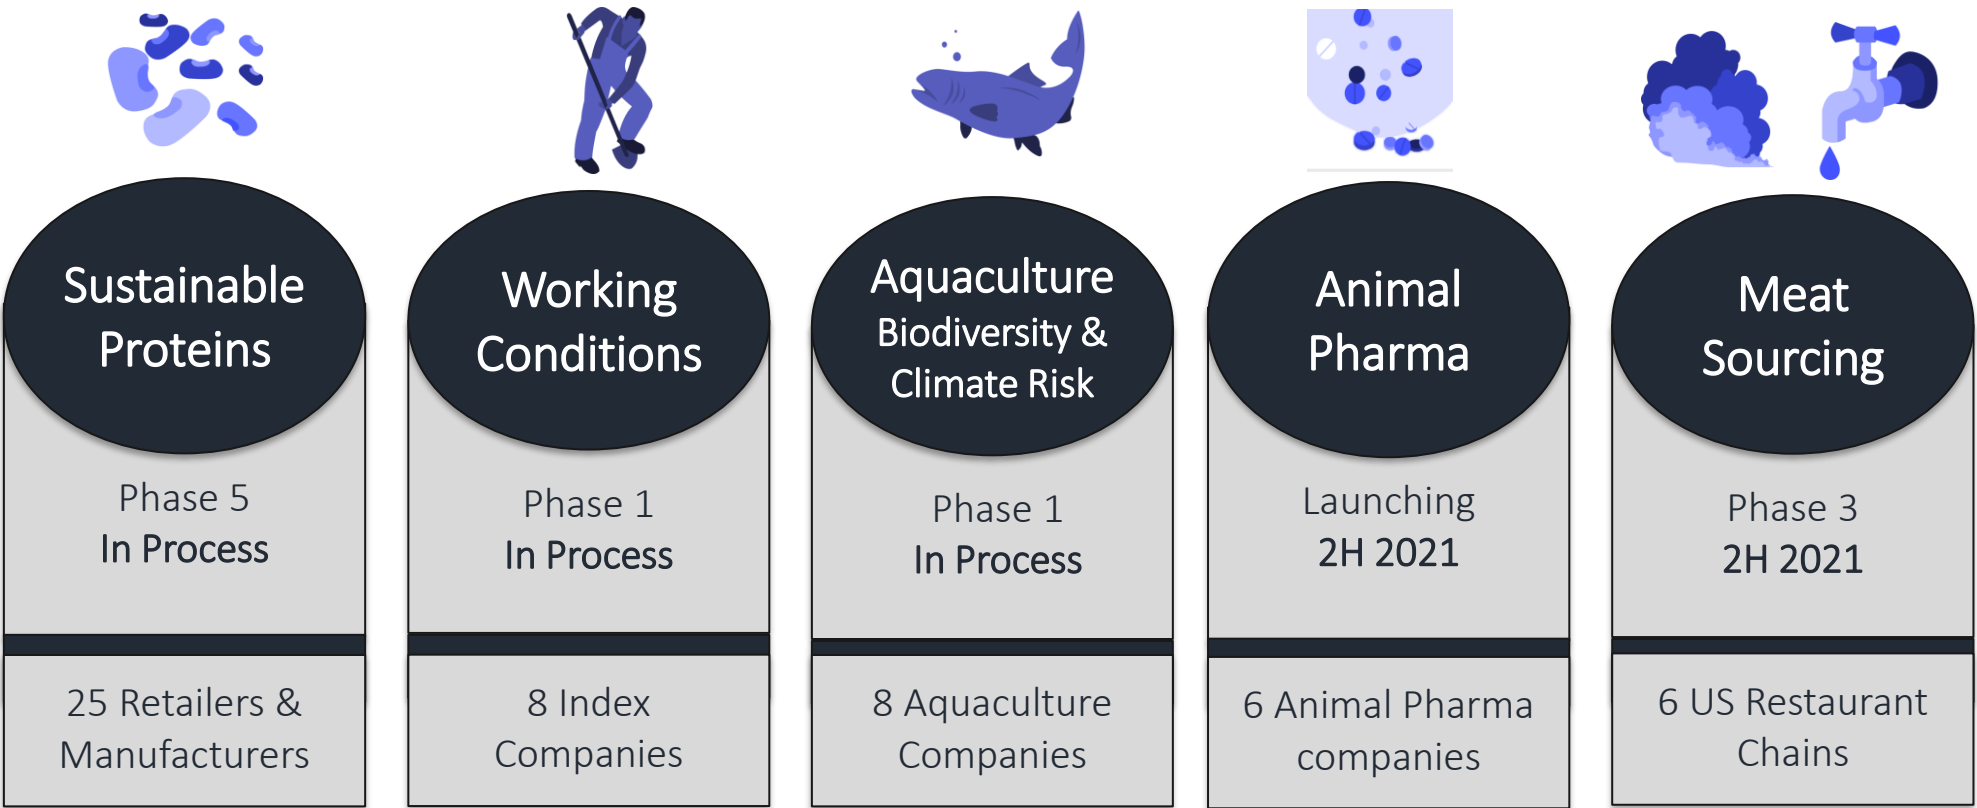 Sustainable
Proteins
Phase 5
In Process
25 Retailers &
Manufacturers
Working
Conditions
Phase 1
In Process
8 Index
Companies
Aquaculture
Biodiversity &
Climate Risk
Phase 1
In Process
8 Aquaculture
Companies
Animal
Pharma
Launching
2H 2021
6 Animal Pharma
companies
Meat
Sourcing
Phase 3
2H 2021
6 US Restaurant
Chains